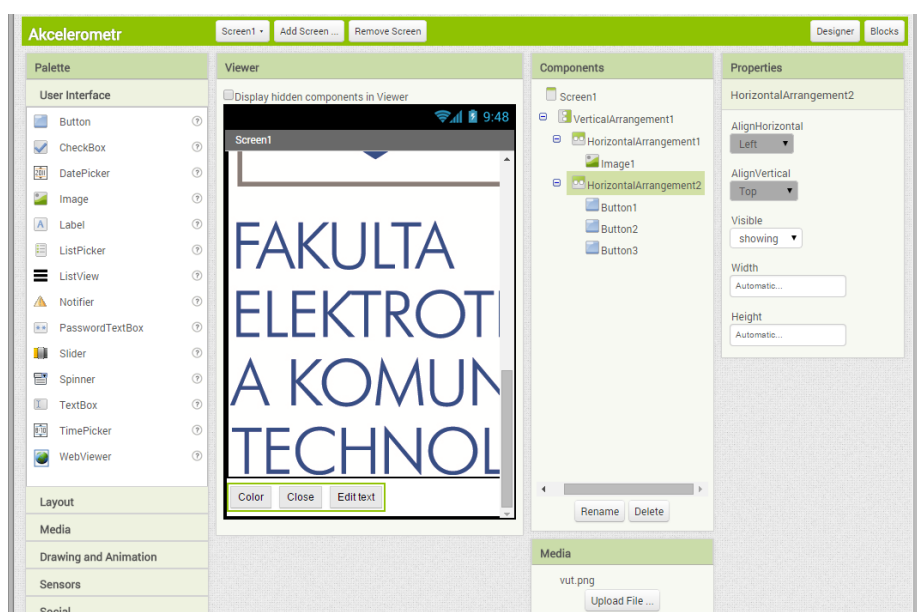 Akcelerometr
Screen1
Add Screen ...
Remove Screen
Designer
Blocks
Palette
User Interface
Button
CheckBox
DatePicker
Image
Label
ListPicker
ListView
Notifier
PasswordTextBox
Slider
Spinner
TextBox
TimePicker
WebViewer
Layout
Media
Drawing and Animation
Sensors
Social
Viewer
Display hidden components in Viewer
9:48
Screen1
FAKULTA
ELEKTROT
A KOMUN
TECHNOL
Color
Close
Edit text
Components
Screen1
VerticalArrangement1
HorizontalArrangement1
Image1
HorizontalArrangement2
Button1
Button2
Button3
Rename
Delete
Media
vut.png
Upload File ...
Properties
HorizontalArrangement2
AlignHorizontal
Left
AlignVertical
Top
Visible
showing
Width
Automatic...
Height
Automatic...